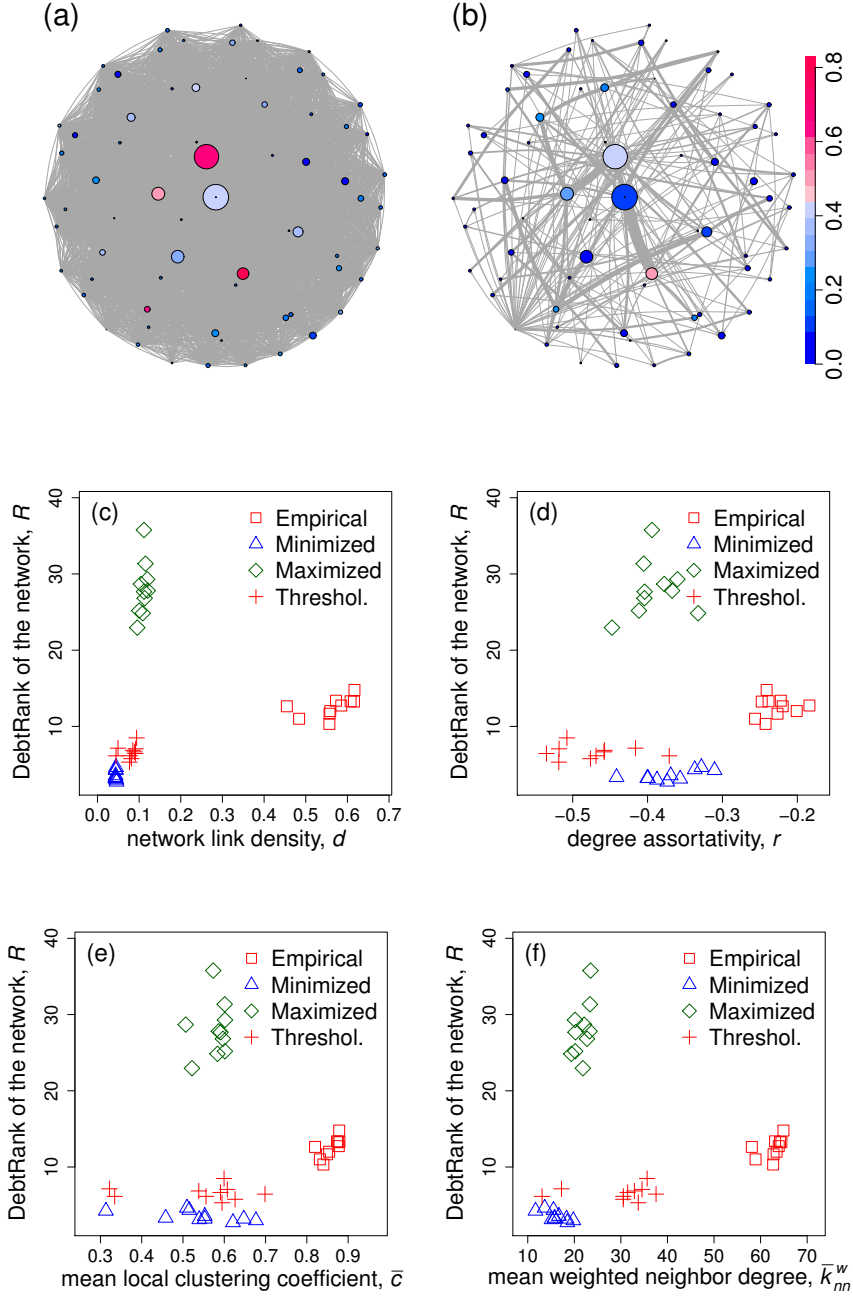 (a)
(b)
0.0 0.2 0.4 0.6 0.8
(c)
Empirical
Minimized
Maximized
Threshol.
DebtRank of the network, R
10 20 30 40
0.0 0.1 0.2 0.3 0.4 0.5 0.6 0.7
network link density, d
(d)
Empirical
Minimized
Maximized
Threshol.
DebtRank of the network, R
10 20 30 40
−0.5 −0.4 −0.3 −0.2
degree assortativity, r
(e)
Empirical
Minimized
Maximized
Threshol.
DebtRank of the network, R
10 20 30 40
0.3 0.4 0.5 0.6 0.7 0.8 0.9
mean local clustering coefficient, c̅
(f)
Empirical
Minimized
Maximized
Threshol.
DebtRank of the network, R
10 20 30 40
10 20 30 40 50 60 70
mean weighted neighbor degree, k̅ʷₙₙ